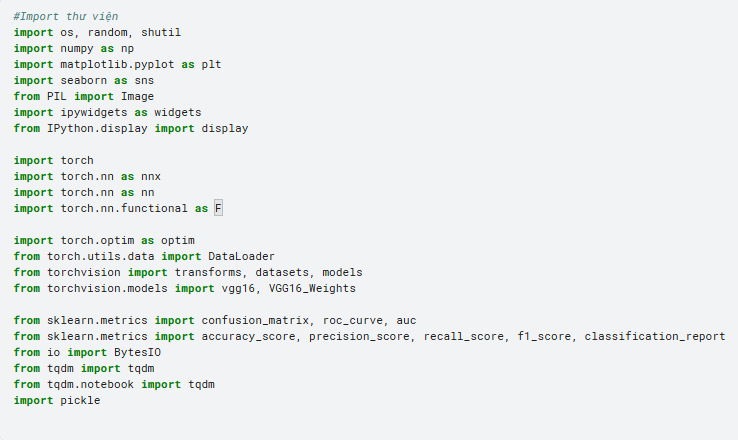 #Import thư viện
import os, random, shutil
import numpy as np
import matplotlib.pyplot as plt
import seaborn as sns
from PIL import Image
import ipywidgets as widgets
from IPython.display import display
import torch
import torch.nn as nnx
import torch.nn as nn
import torch.nn.functional as F
import torch.optim as optim
from torch.utils.data import DataLoader
from torchvision import transforms, datasets, models
from torchvision.models import vgg16, VGG16_Weights
from sklearn.metrics import confusion_matrix, roc_curve, auc
from sklearn.metrics import accuracy_score, precision_score, recall_score, f1_score, classification_report
from io import BytesIO
from tqdm import tqdm
from tqdm.notebook import tqdm
import pickle